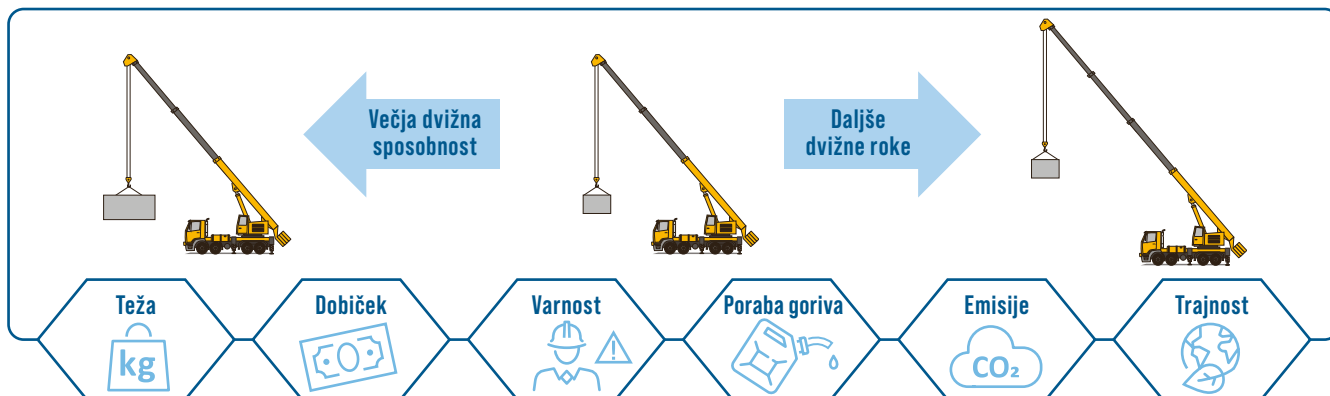 Večja dvižna
sposobnost
Daljše
dvižne roke
Teža
kg
Dobiček
Varnost
Poraba goriva
Emisije
CO₂
Trajnost